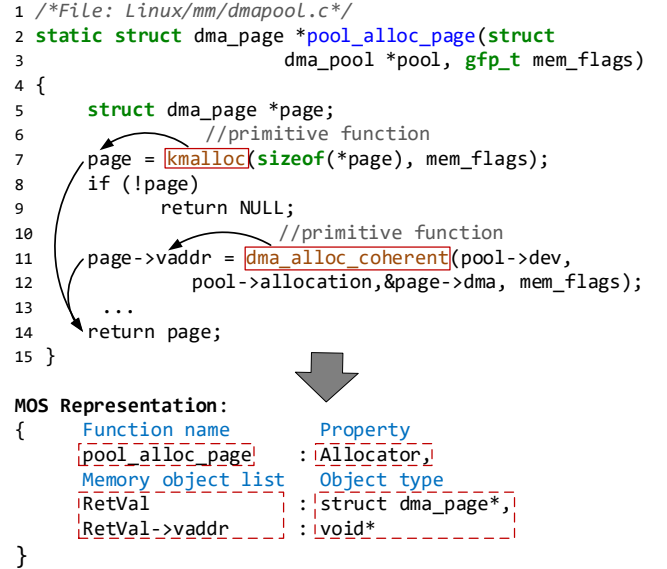 1 /*File: Linux/mm/dmapool.c*/
2 static struct dma_page *pool_alloc_page(struct
3 dma_pool *pool, gfp_t mem_flags)
4 {
5 struct dma_page *page;
6 //primitive function
7 page = kmalloc(sizeof(*page), mem_flags);
8 if (!page)
9 return NULL;
10 //primitive function
11 page->vaddr = dma_alloc_coherent(pool->dev,
12 pool->allocation,&page->dma, mem_flags);
13 ...
14 return page;
15 }
MOS Representation:
{ Function name Property
pool_alloc_page : Allocator,
Memory object list Object type
RetVal : struct dma_page*,
RetVal->vaddr : void*
}